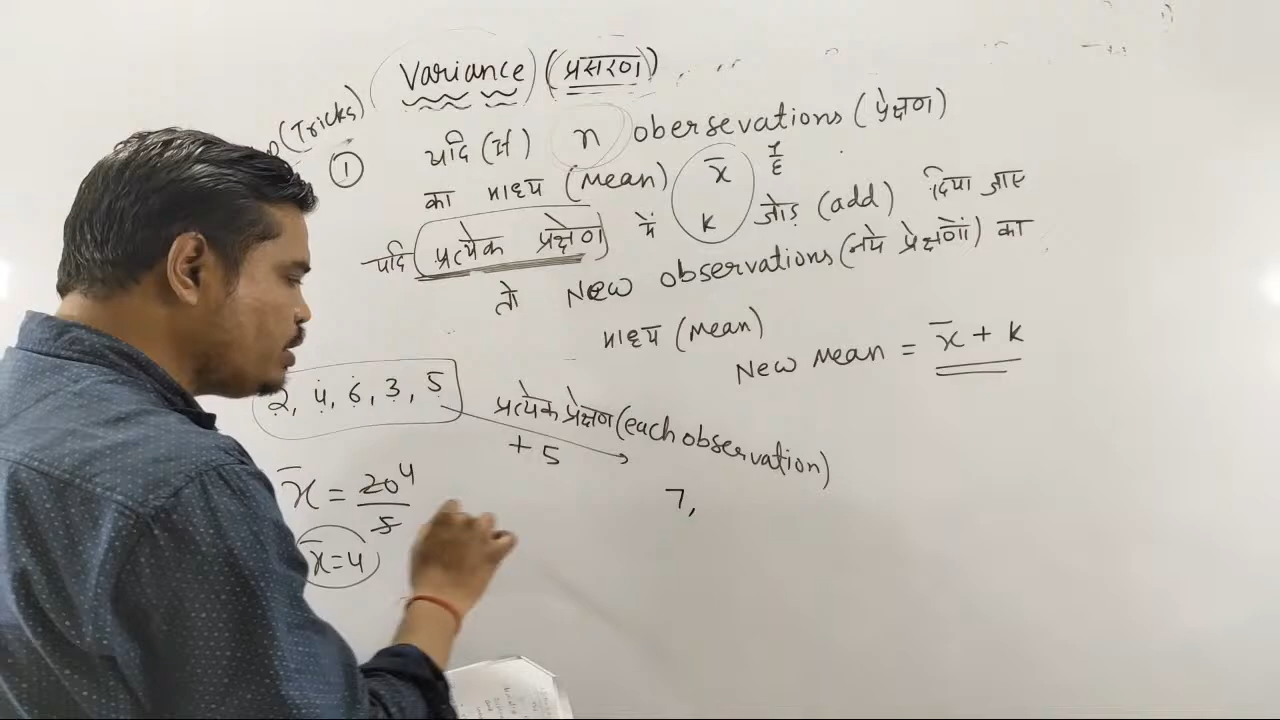 Variance (प्रसरण)
(Tricks)
① यदि (If) n obersevations (प्रेक्षण)
का माध्य (Mean) x̄ है
यदि प्रत्येक प्रेक्षण में k जोड़ (add) दिया जाए
तो New observations (नये प्रेक्षणों) का
माध्य (Mean)
New Mean = x̄ + k
2, 4, 6, 3, 5
प्रत्येक प्रेक्षण (each observation)
+ 5
7,
x̄ = 20/5 4
x̄ = 4